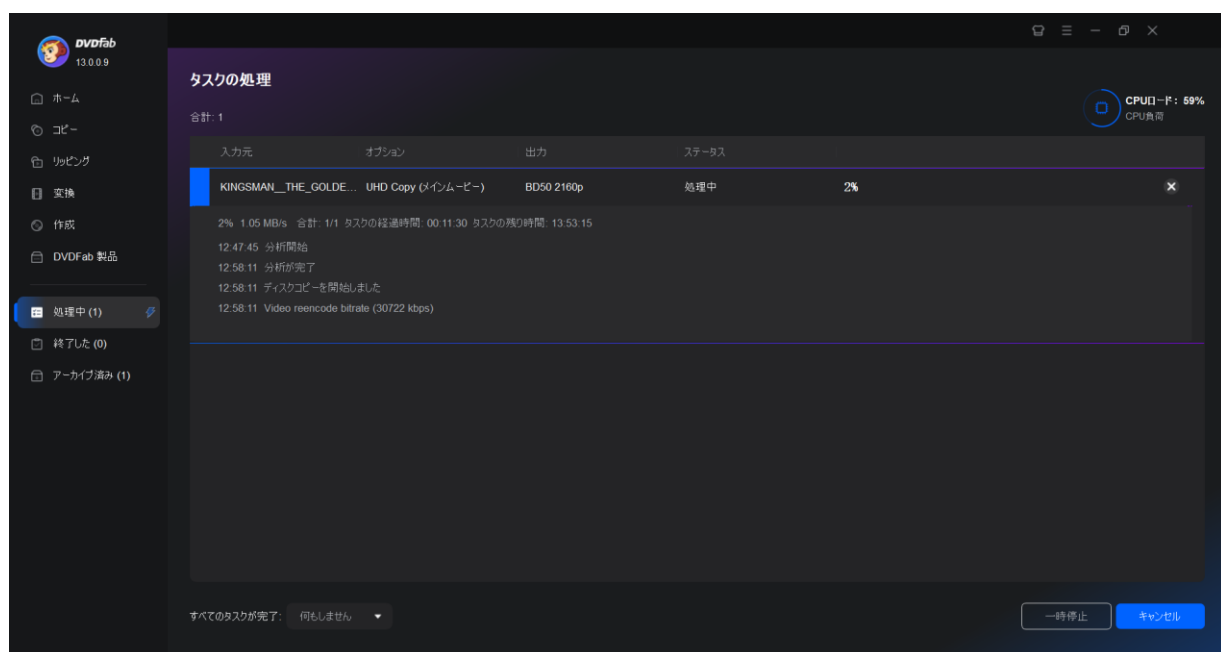 DVDFab
13.0.0.9
ホーム
コピー
リッピング
変換
作成
DVDFab 製品
処理中 (1)
終了した (0)
アーカイブ済み (1)
タスクの処理
合計: 1
CPUロード: 59%
CPU負荷
入力元 オプション 出力 ステータス
KINGSMAN__THE_GOLDE... UHD Copy (メインムービー) BD50 2160p 処理中 2%
2% 1.05 MB/s 合計: 1/1 タスクの経過時間: 00:11:30 タスクの残り時間: 13:53:15
12:47:45 分析開始
12:58:11 分析が完了
12:58:11 ディスクコピーを開始しました
12:58:11 Video reencode bitrate (30722 kbps)
すべてのタスクが完了: 何もしません
一時停止 キャンセル